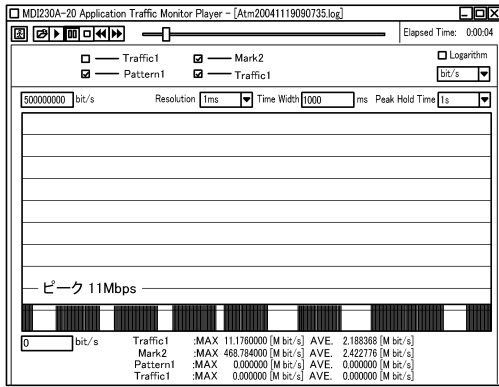 MDI230A-20 Application Traffic Monitor Player - [Atm20041119090735.log]
Elapsed Time: 0:00:04
Traffic1 Mark2 Logarithm
Pattern1 Traffic1 bit/s
500000000 bit/s Resolution 1ms Time Width 1000 ms Peak Hold Time 1s
ピーク 11Mbps
0 bit/s Traffic1 :MAX 11.760000 [M bit/s] AVE. 2.188368 [M bit/s]
Mark2 :MAX 468.784000 [M bit/s] AVE. 2.422776 [M bit/s]
Pattern1 :MAX 0.000000 [M bit/s] AVE. 0.000000 [M bit/s]
Traffic1 :MAX 0.000000 [M bit/s] AVE. 0.000000 [M bit/s]